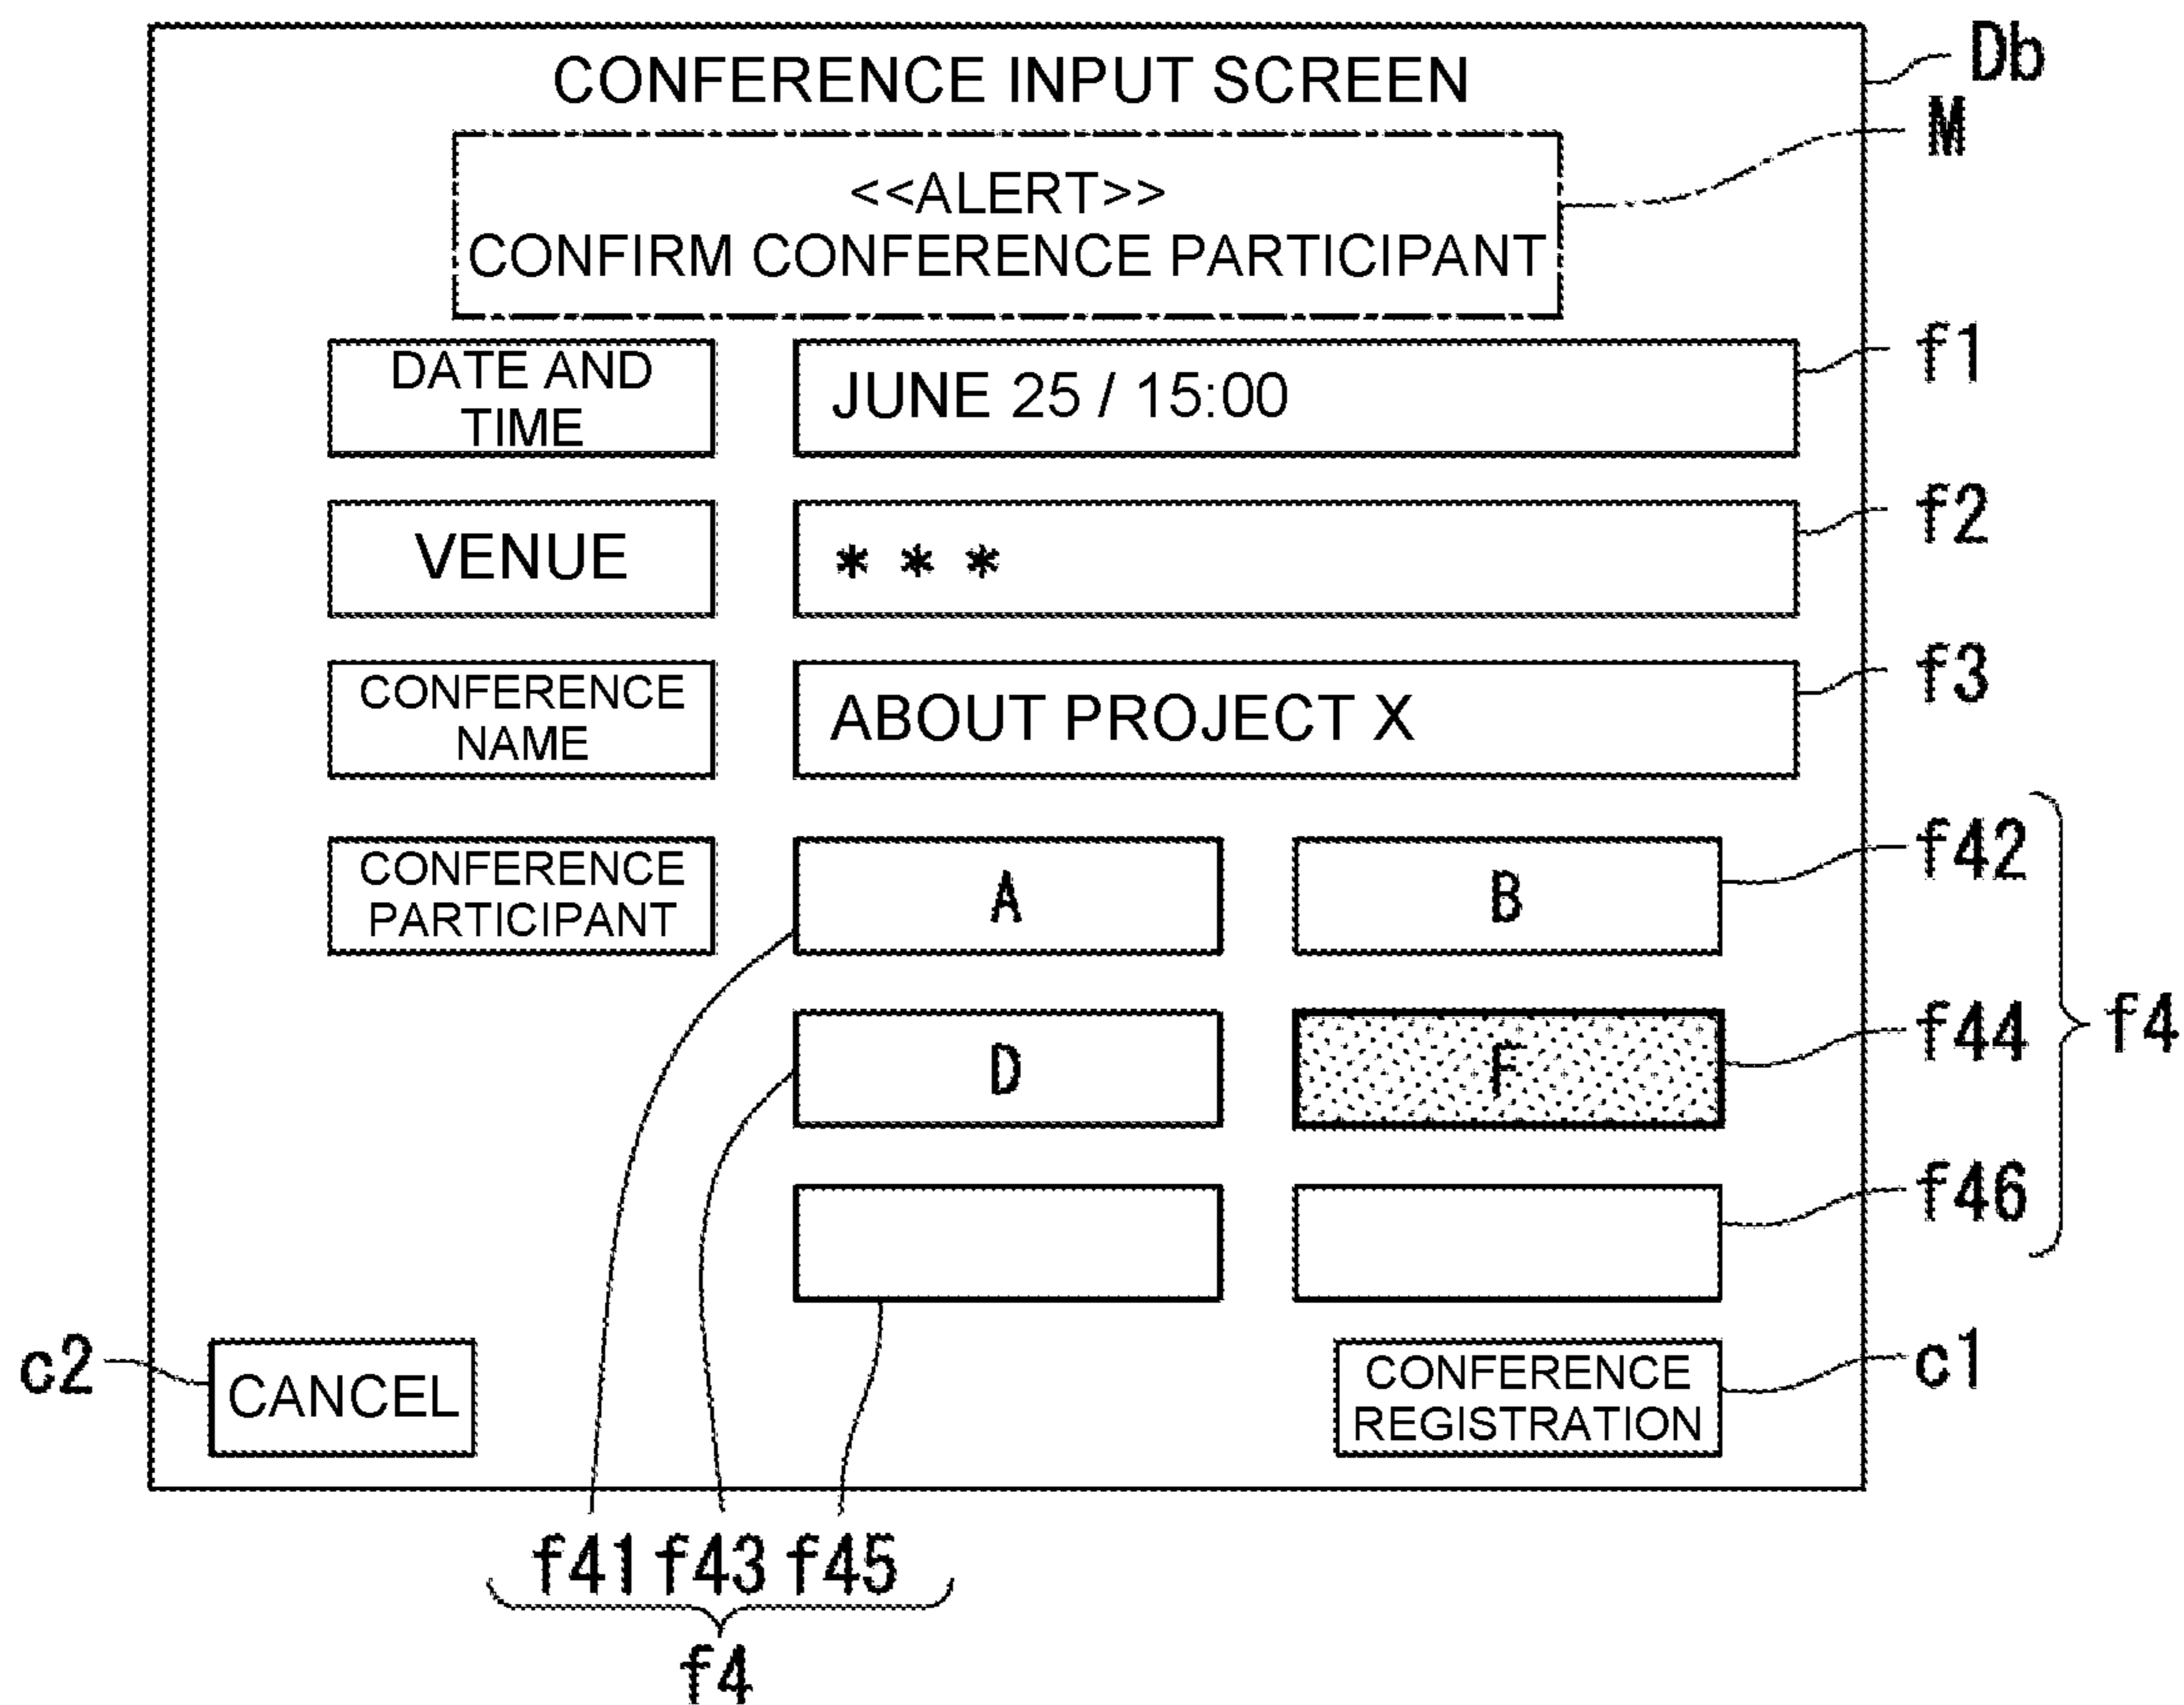 CONFERENCE INPUT SCREEN
Db
M
<<ALERT>>
CONFIRM CONFERENCE PARTICIPANT
DATE AND
TIME
JUNE 25 / 15:00
f1
VENUE
* * *
f2
CONFERENCE
NAME
ABOUT PROJECT X
f3
CONFERENCE
PARTICIPANT
A
B
f42
D
F
f44
f4
f46
c2
CANCEL
CONFERENCE
REGISTRATION
c1
f41 f43 f45
f4